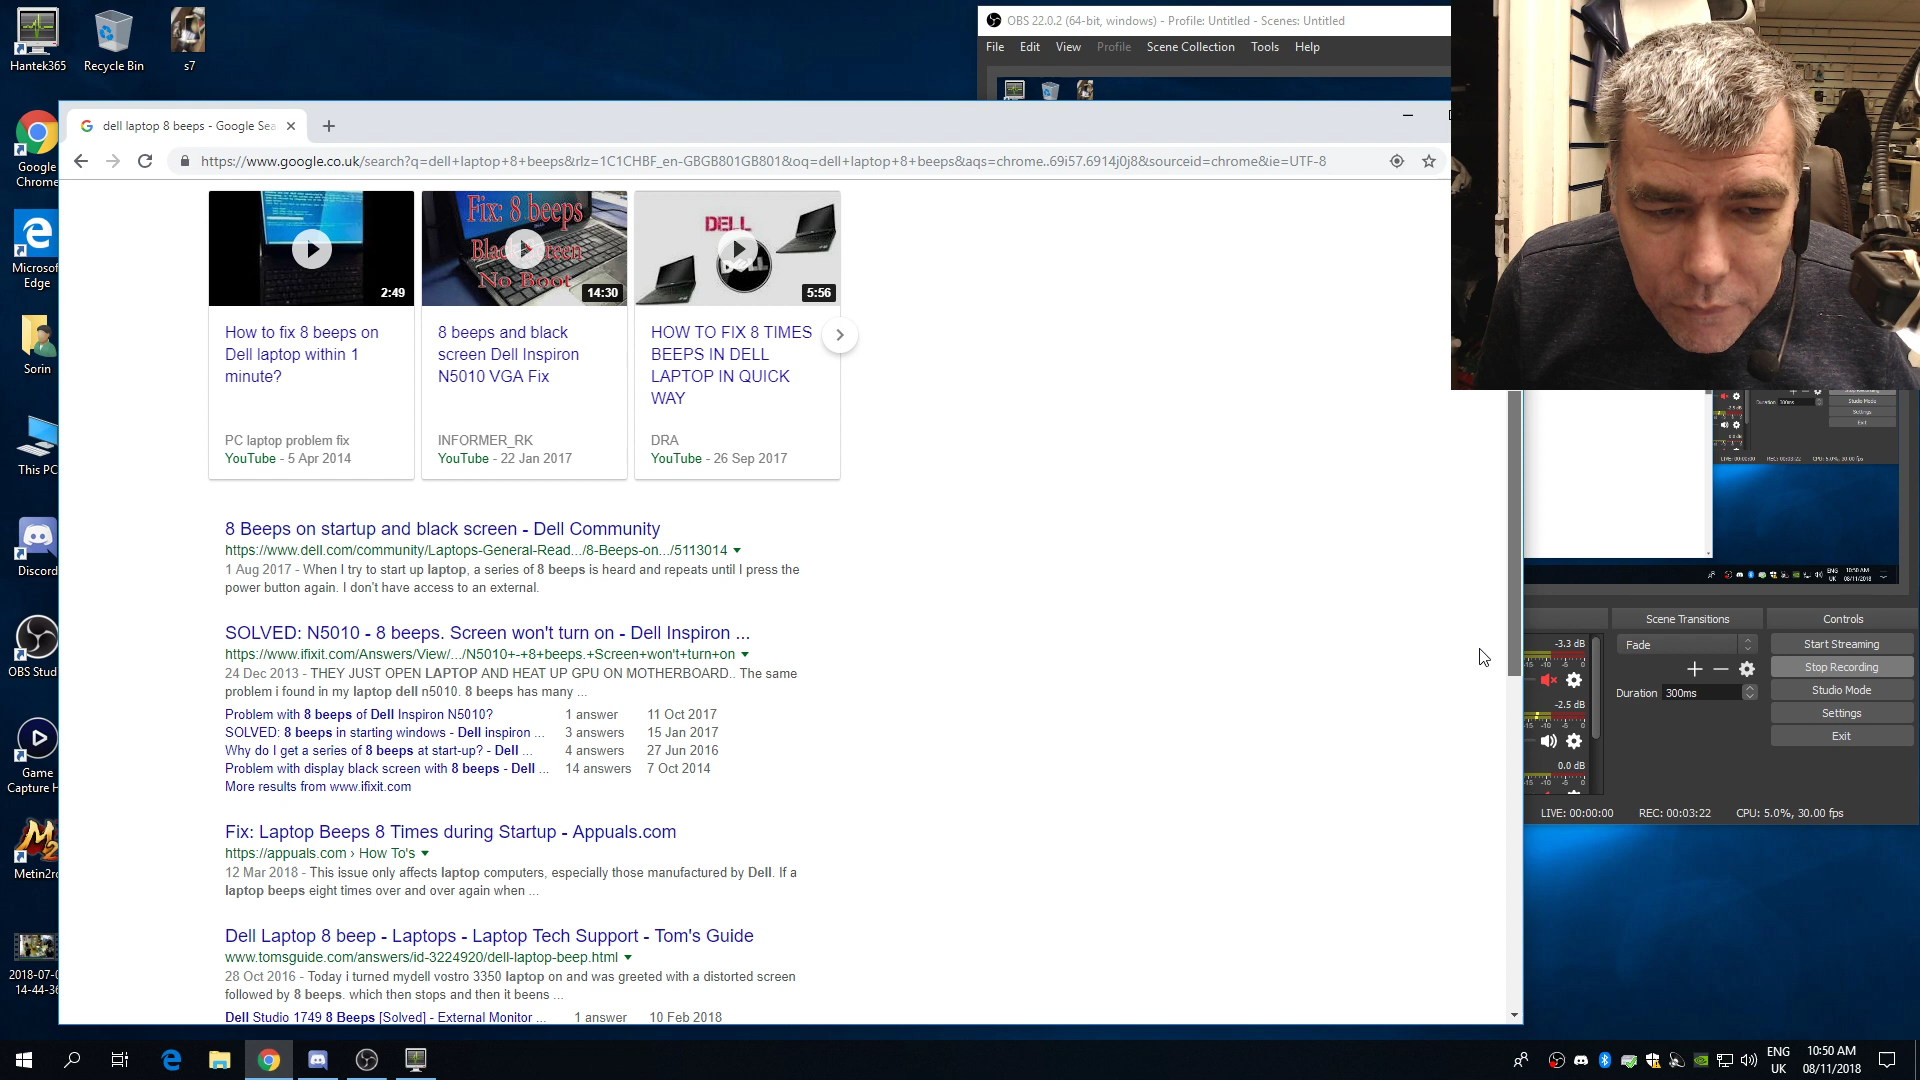 Hantek365
Recycle Bin
s7
Google Chrome
Microsof
Edge
Sorin
This PC
Discord
OBS Stud
Game
Capture H
Metin2r
2018-07-0
14-44-36
OBS 22.0.2 (64-bit, windows) - Profile: Untitled - Scenes: Untitled
File Edit View Profile Scene Collection Tools Help
dell laptop 8 beeps - Google Sea
https://www.google.co.uk/search?q=dell+laptop+8+beeps&rlz=1C1CHBF_en-GBGB801GB801&oq=dell+laptop+8+beeps&aqs=chrome..69i57.6914j0j8&sourceid=chrome&ie=UTF-8
2:49
Fix: 8 beeps
Black Screen
No Boot
14:30
DELL
DELL
5:56
How to fix 8 beeps on
Dell laptop within 1
minute?
PC laptop problem fix
YouTube - 5 Apr 2014
8 beeps and black
screen Dell Inspiron
N5010 VGA Fix
INFORMER_RK
YouTube - 22 Jan 2017
HOW TO FIX 8 TIMES
BEEPS IN DELL
LAPTOP IN QUICK
WAY
DRA
YouTube - 26 Sep 2017
8 Beeps on startup and black screen - Dell Community
https://www.dell.com/community/Laptops-General-Read.../8-Beeps-on.../5113014
1 Aug 2017 - When I try to start up laptop, a series of 8 beeps is heard and repeats until I press the
power button again. I don't have access to an external.
SOLVED: N5010 - 8 beeps. Screen won't turn on - Dell Inspiron ...
https://www.ifixit.com/Answers/View/.../N5010+-+8+beeps.+Screen+won't+turn+on
24 Dec 2013 - THEY JUST OPEN LAPTOP AND HEAT UP GPU ON MOTHERBOARD.. The same
problem i found in my laptop dell n5010. 8 beeps has many ...
Problem with 8 beeps of Dell Inspiron N5010? 1 answer 11 Oct 2017
SOLVED: 8 beeps in starting windows - Dell inspiron ... 3 answers 15 Jan 2017
Why do I get a series of 8 beeps at start-up? - Dell ... 4 answers 27 Jun 2016
Problem with display black screen with 8 beeps - Dell ... 14 answers 7 Oct 2014
More results from www.ifixit.com
Fix: Laptop Beeps 8 Times during Startup - Appuals.com
https://appuals.com › How To's
12 Mar 2018 - This issue only affects laptop computers, especially those manufactured by Dell. If a
laptop beeps eight times over and over again when ...
Dell Laptop 8 beep - Laptops - Laptop Tech Support - Tom's Guide
www.tomsguide.com/answers/id-3224920/dell-laptop-beep.html
28 Oct 2016 - Today i turned mydell vostro 3350 laptop on and was greeted with a distorted screen
followed by 8 beeps. which then stops and then it beens ...
Dell Studio 1749 8 Beeps [Solved] - External Monitor ... 1 answer 10 Feb 2018
Scene Transitions
Controls
-3.3 dB
-2.5 dB
0.0 dB
Fade
Duration 300ms
Start Streaming
Stop Recording
Studio Mode
Settings
Exit
LIVE: 00:00:00 REC: 00:03:22 CPU: 5.0%, 30.00 fps
ENG
UK
10:50 AM
08/11/2018